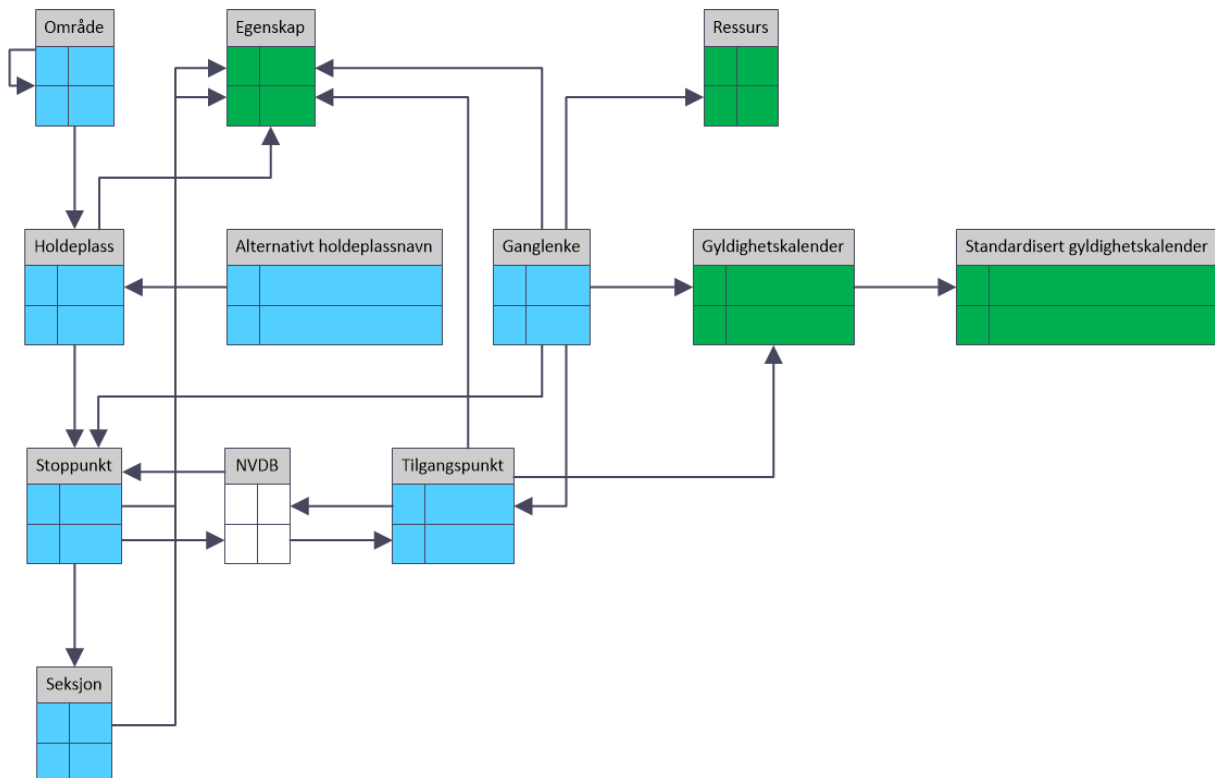 Område
Egenskap
Ressurs
Holdeplass
Alternativt holdeplassnavn
Ganglenke
Gyldighetskalender
Standardisert gyldighetskalender
Stoppunkt
NVDB
Tilgangspunkt
Seksjon